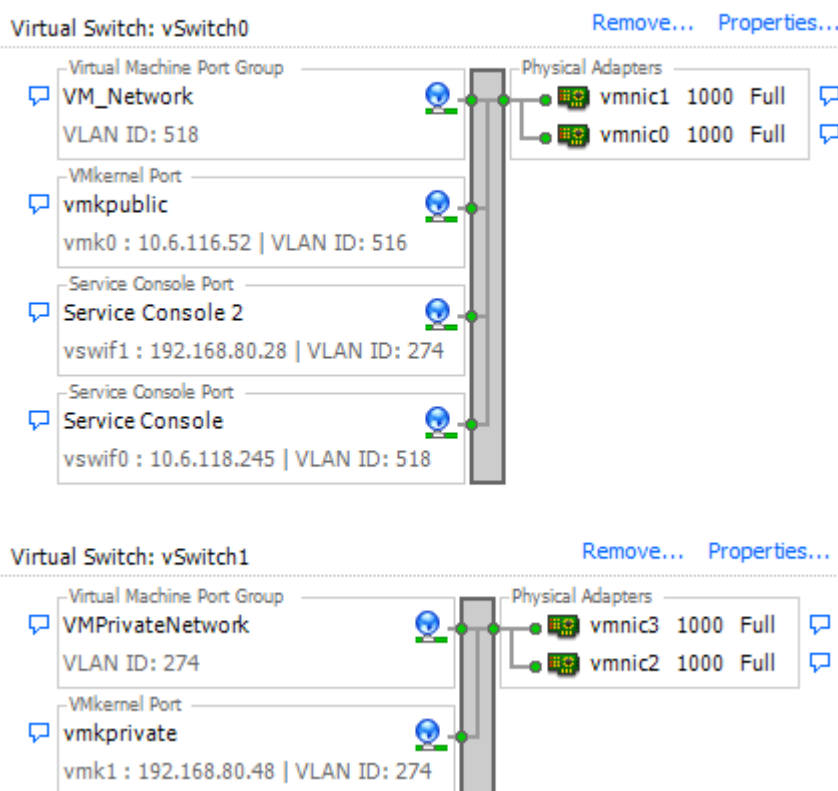 Virtual Switch: vSwitch0 Remove... Properties...
Virtual Machine Port Group Physical Adapters
VM_Network vmnic1 1000 Full
VLAN ID: 518 vmnic0 1000 Full
VMkernel Port
vmkpublic
vmk0 : 10.6.116.52 | VLAN ID: 516
Service Console Port
Service Console 2
vswif1 : 192.168.80.28 | VLAN ID: 274
Service Console Port
Service Console
vswif0 : 10.6.118.245 | VLAN ID: 518
Virtual Switch: vSwitch1 Remove... Properties...
Virtual Machine Port Group Physical Adapters
VMPrivateNetwork vmnic3 1000 Full
VLAN ID: 274 vmnic2 1000 Full
VMkernel Port
vmkprivate
vmk1 : 192.168.80.48 | VLAN ID: 274